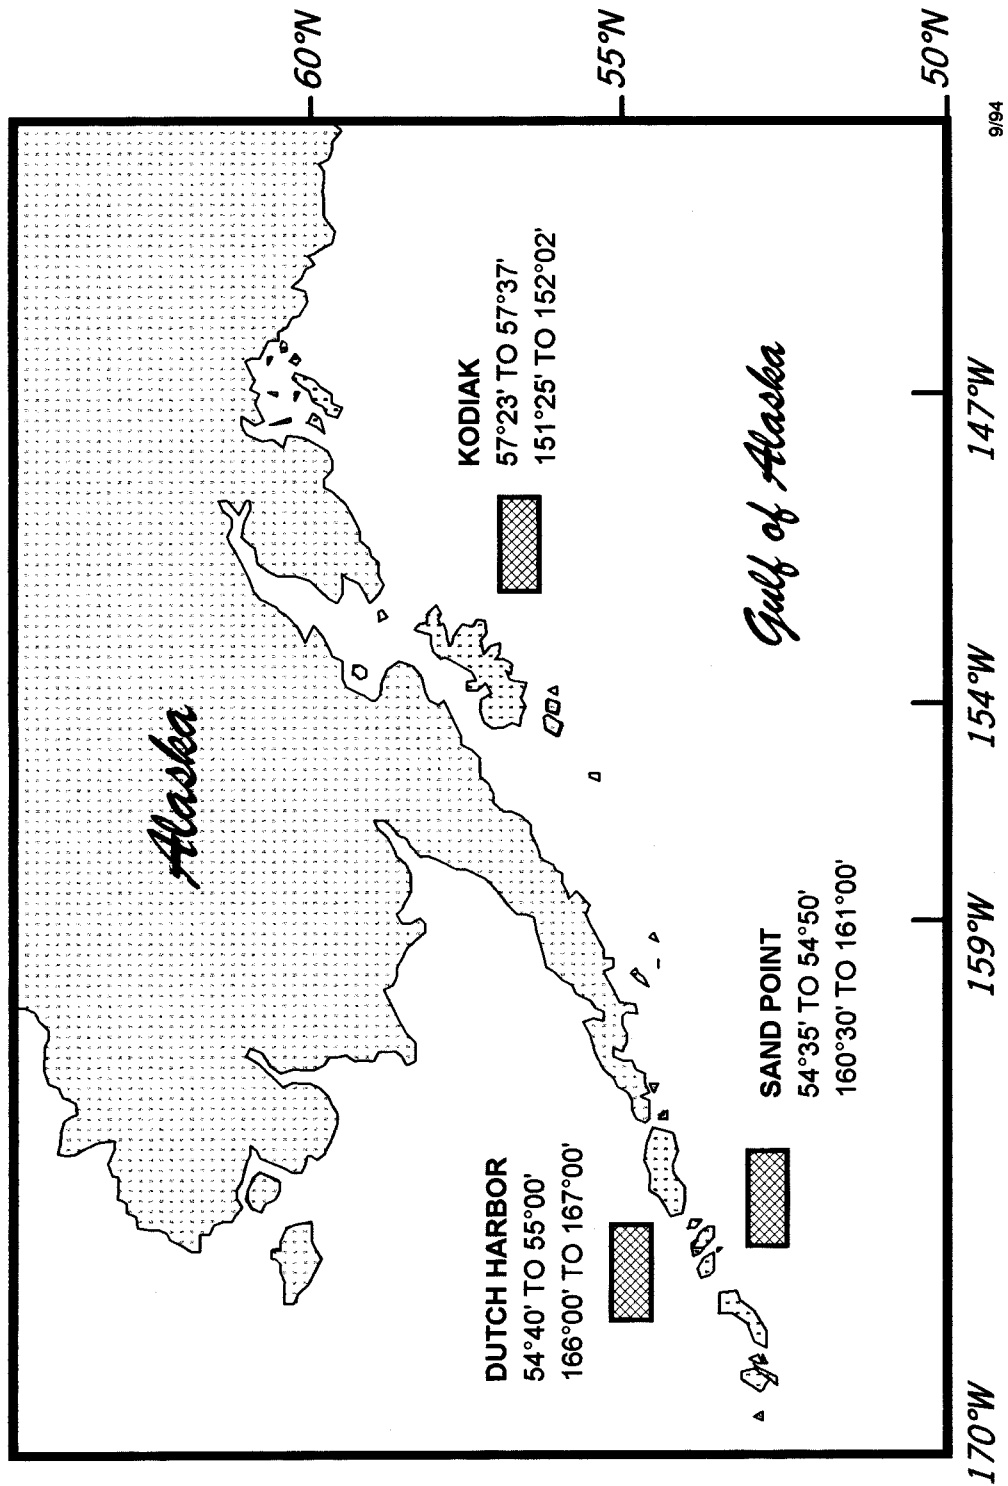 Alaska
60°N
55°N
50°N
KODIAK
57°23' TO 57°37'
151°25' TO 152°02'
DUTCH HARBOR
54°40' TO 55°00'
166°00' TO 167°00'
SAND POINT
54°35' TO 54°50'
160°30' TO 161°00'
Gulf of Alaska
170°W
159°W
154°W
147°W
9/94